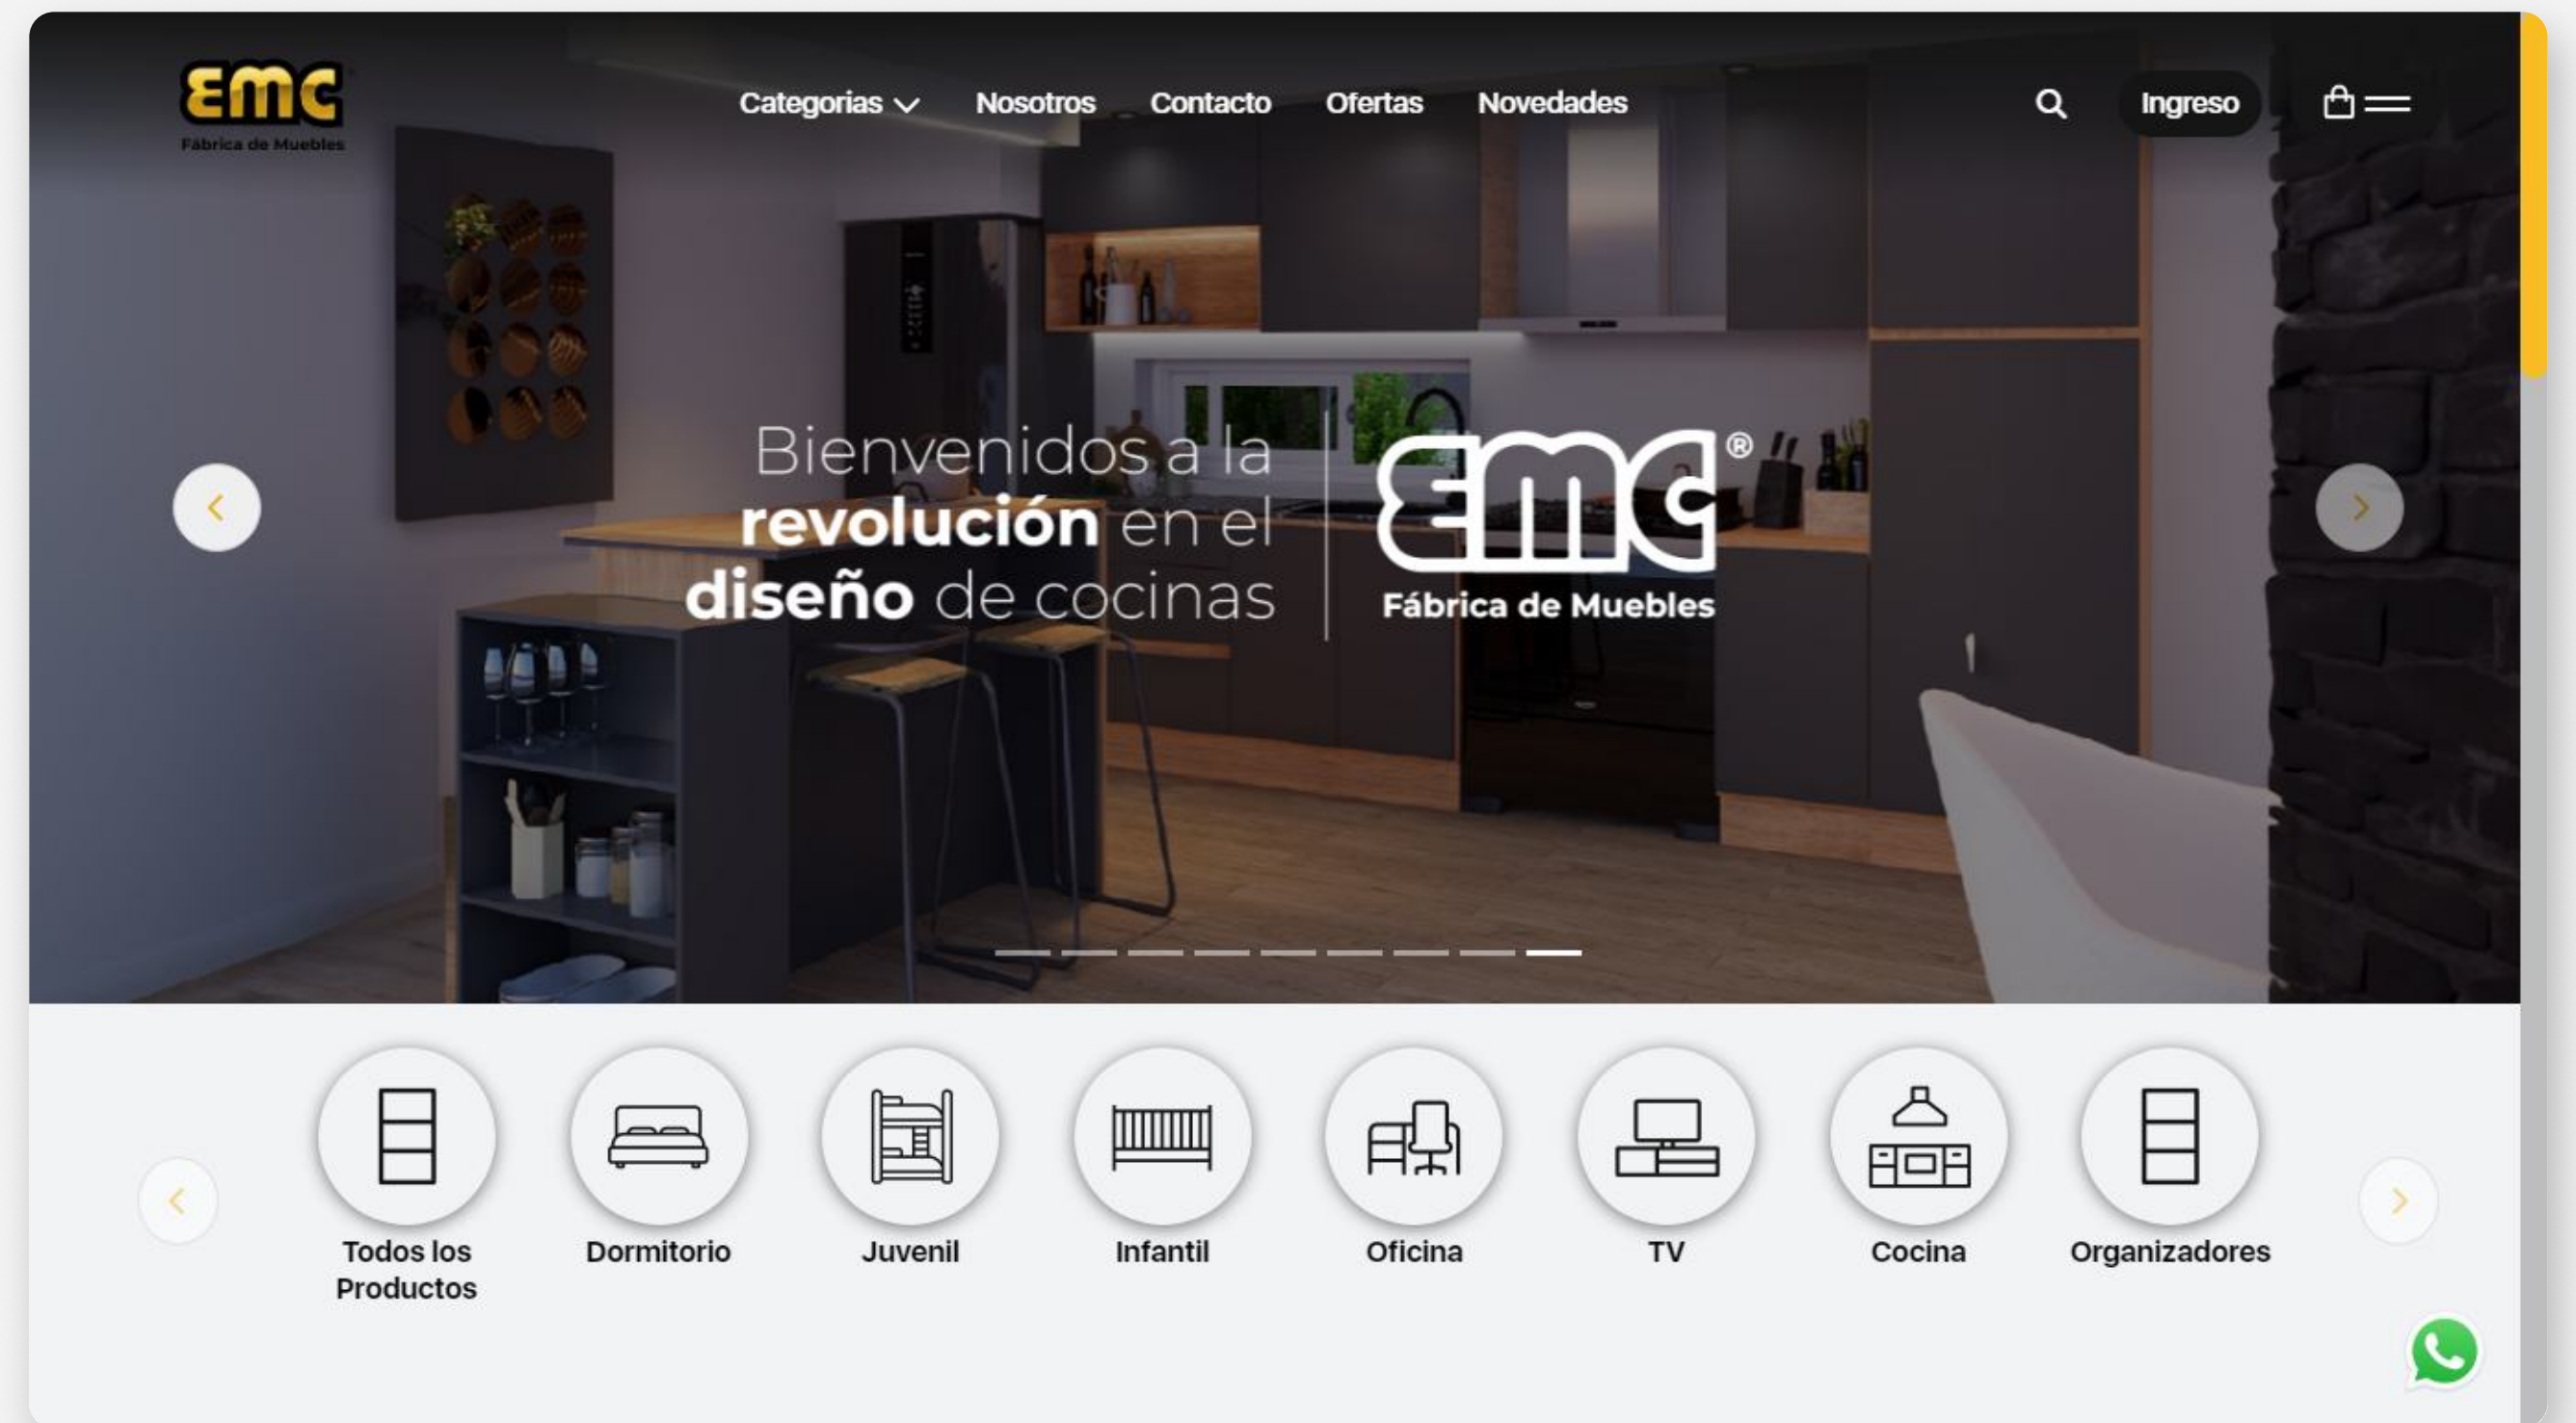 EMC
Fábrica de Muebles
Categorias
Nosotros
Contacto
Ofertas
Novedades
Ingreso
Bienvenidos a la
revolución en el
diseño de cocinas
EMC®
Fábrica de Muebles
Todos los
Productos
Dormitorio
Juvenil
Infantil
Oficina
TV
Cocina
Organizadores